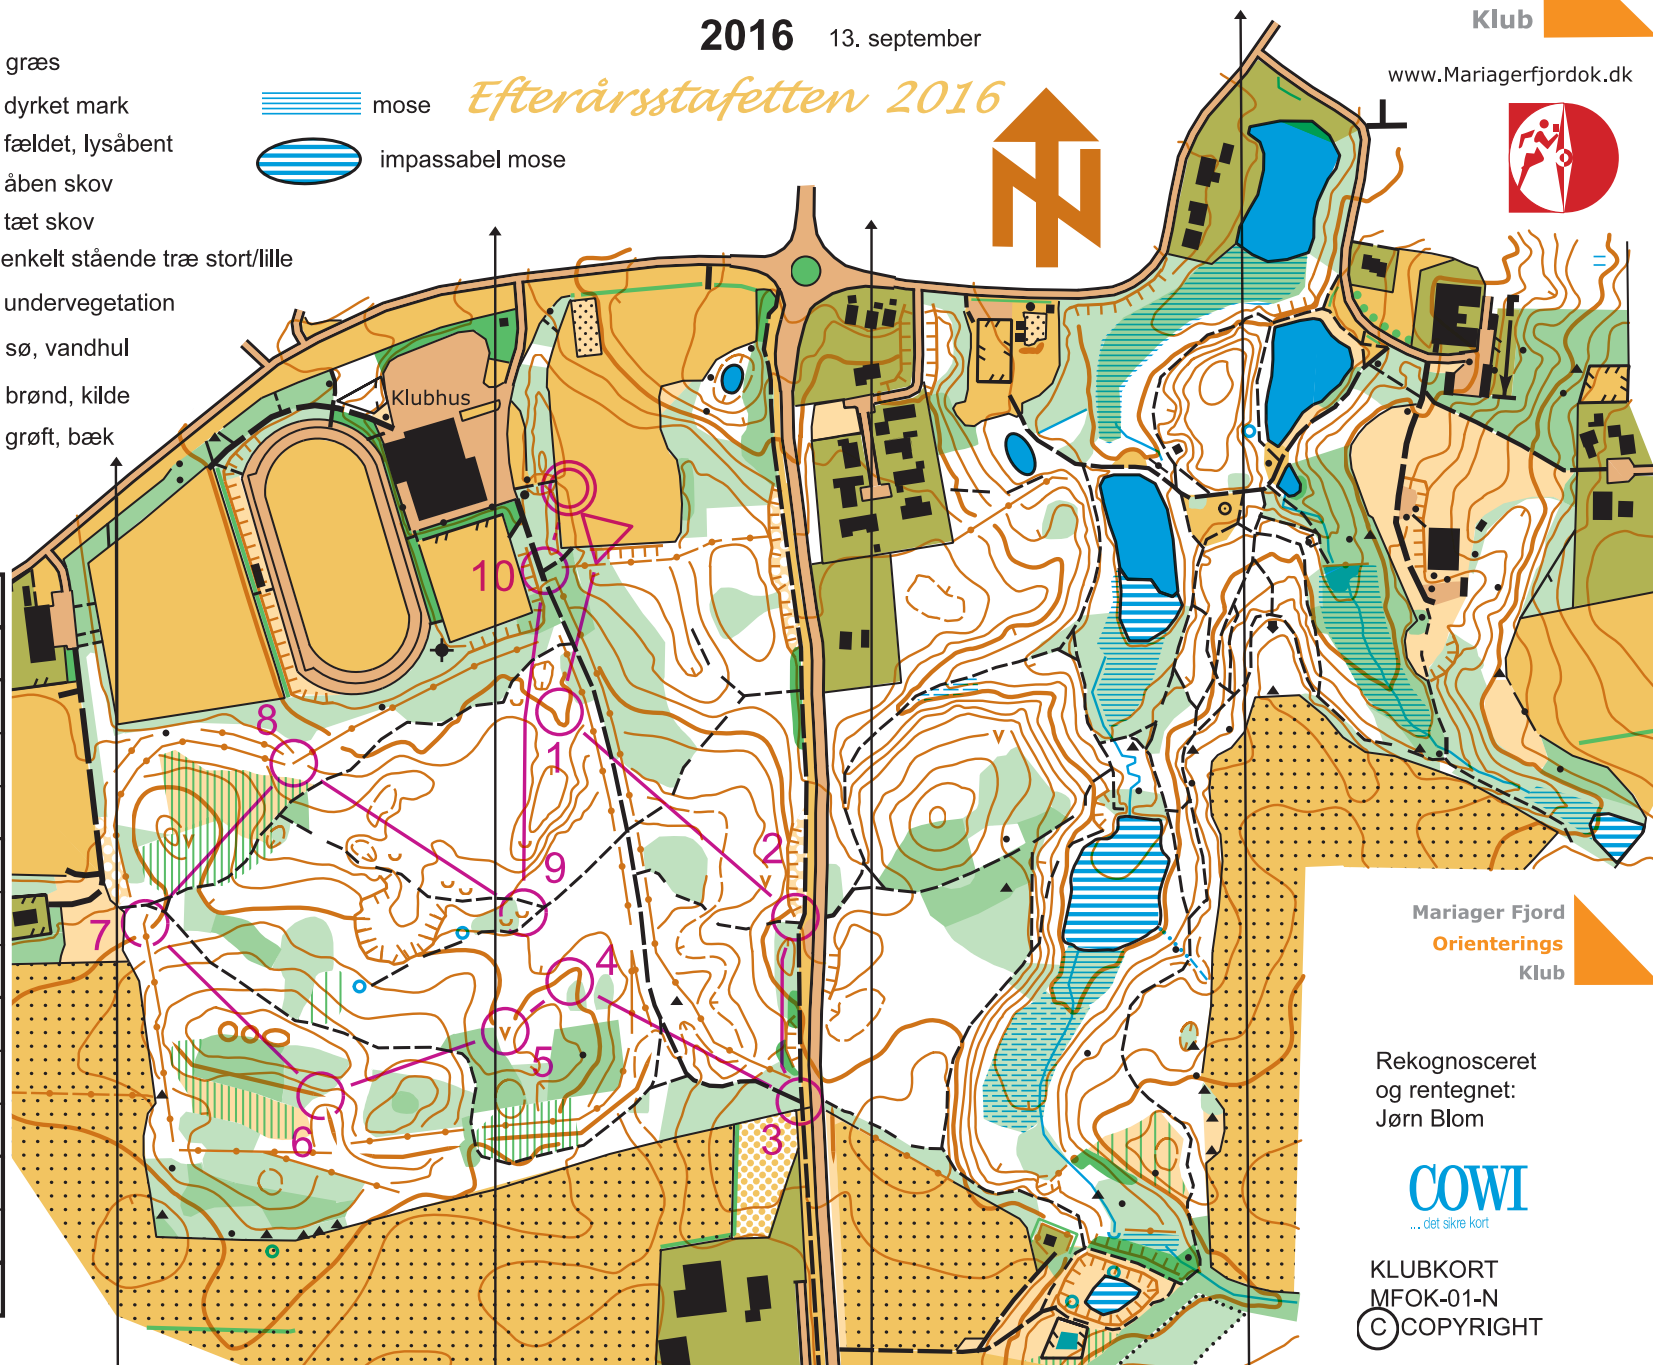 2016 13. september
Efterårsstafetten 2016
Klub
www.Mariagerfjordok.dk
græs
dyrket mark
fældet, lysåbent
åben skov
tæt skov
enkelt stående træ stort/lille
undervegetation
sø, vandhul
brønd, kilde
grøft, bæk
mose
impassabel mose
N
Klubhus
10
8
1
2
9
7
4
5
6
3
Mariager Fjord
Orienterings
Klub
Rekognosceret
og rentegnet:
Jørn Blom
COWI
... det sikre kort
KLUBKORT
MFOK-01-N
©COPYRIGHT